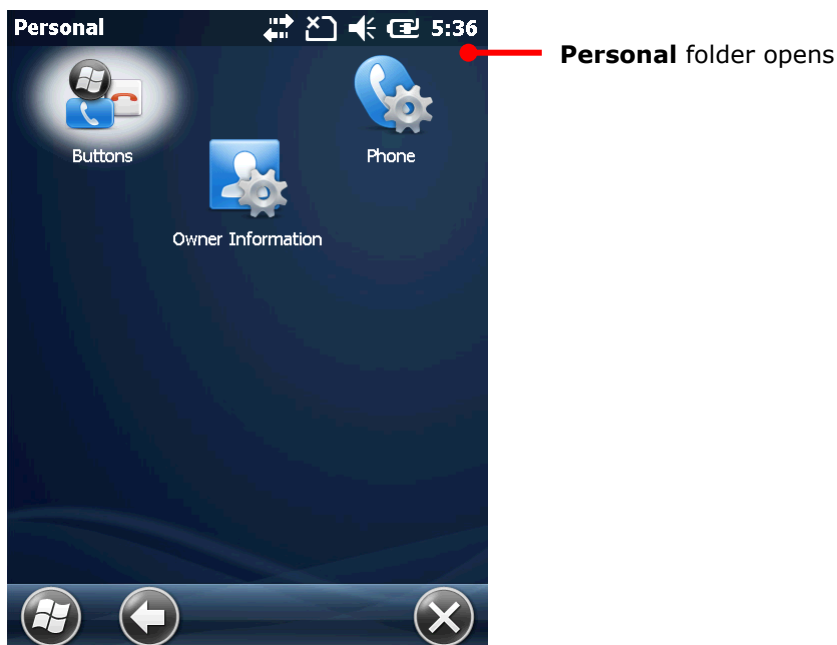 Personal 5:36
Personal folder opens
Buttons
Phone
Owner Information